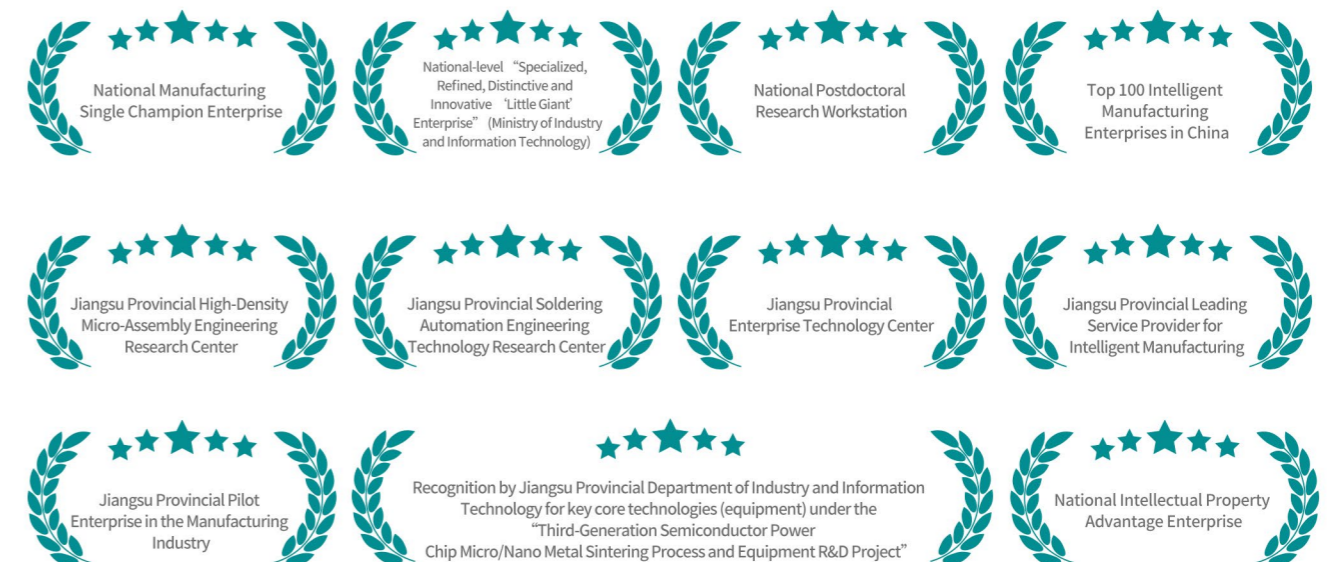 National Manufacturing
Single Champion Enterprise
National-level “Specialized,
Refined, Distinctive and
Innovative ‘Little Giant’
Enterprise” (Ministry of Industry
and Information Technology)
National Postdoctoral
Research Workstation
Top 100 Intelligent
Manufacturing
Enterprises in China
Jiangsu Provincial High-Density
Micro-Assembly Engineering
Research Center
Jiangsu Provincial Soldering
Automation Engineering
Technology Research Center
Jiangsu Provincial
Enterprise Technology Center
Jiangsu Provincial Leading
Service Provider for
Intelligent Manufacturing
Jiangsu Provincial Pilot
Enterprise in the Manufacturing
Industry
Recognition by Jiangsu Provincial Department of Industry and Information
Technology for key core technologies (equipment) under the
“Third-Generation Semiconductor Power
Chip Micro/Nano Metal Sintering Process and Equipment R&D Project”
National Intellectual Property
Advantage Enterprise